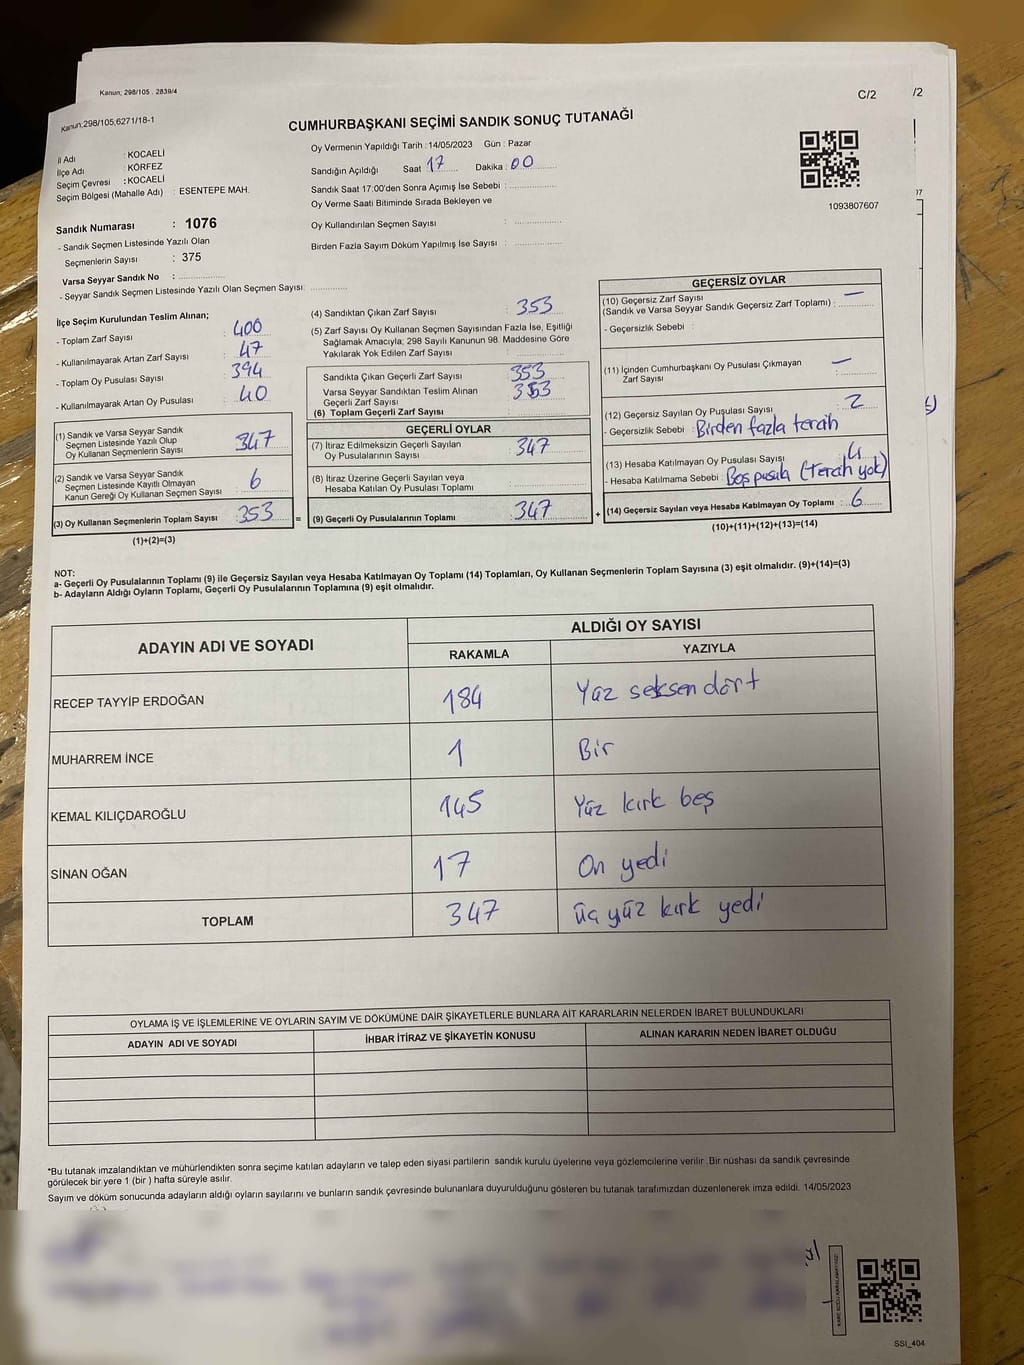 Kanun; 298/105 . 2839/4
C/2
/2
Kanun:298/105,6271/18-1
CUMHURBAŞKANI SEÇİMİ SANDIK SONUÇ TUTANAĞI
İl Adı : KOCAELİ
İlçe Adı : KÖRFEZ
Seçim Çevresi : KOCAELİ
Seçim Bölgesi (Mahalle Adı) : ESENTEPE MAH.
Oy Vermenin Yapıldığı Tarih :14/05/2023 Gün : Pazar
Sandığın Açıldığı Saat 17 Dakika : 00
Sandık Saat 17:00'den Sonra Açımış İse Sebebi :
Oy Verme Saati Bitiminde Sırada Bekleyen ve
Oy Kullandırılan Seçmen Sayısı :
Birden Fazla Sayım Döküm Yapılmış İse Sayısı :
1093807607
Sandık Numarası : 1076
- Sandık Seçmen Listesinde Yazılı Olan
Seçmenlerin Sayısı : 375
Varsa Seyyar Sandık No :
- Seyyar Sandık Seçmen Listesinde Yazılı Olan Seçmen Sayısı:
İlçe Seçim Kurulundan Teslim Alınan;
- Toplam Zarf Sayısı : 400
- Kullanılmayarak Artan Zarf Sayısı : 47
- Toplam Oy Pusulası Sayısı : 394
- Kullanılmayarak Artan Oy Pusulası : 40
(1) Sandık ve Varsa Seyyar Sandık
Seçmen Listesinde Yazılı Olup
Oy Kullanan Seçmenlerin Sayısı 347
(2) Sandık ve Varsa Seyyar Sandık
Seçmen Listesinde Kayıtlı Olmayan
Kanun Gereği Oy Kullanan Seçmen Sayısı 6
(3) Oy Kullanan Seçmenlerin Toplam Sayısı : 353
(1)+(2)=(3)
=
(4) Sandıktan Çıkan Zarf Sayısı : 353
(5) Zarf Sayısı Oy Kullanan Seçmen Sayısından Fazla İse, Eşitliği
Sağlamak Amacıyla; 298 Sayılı Kanunun 98. Maddesine Göre
Yakılarak Yok Edilen Zarf Sayısı :
Sandıkta Çıkan Geçerli Zarf Sayısı 353
Varsa Seyyar Sandıktan Teslim Alınan
Geçerli Zarf Sayısı 353
(6) Toplam Geçerli Zarf Sayısı :
GEÇERLİ OYLAR
(7) İtiraz Edilmeksizin Geçerli Sayılan
Oy Pusulalarının Sayısı : 347
(8) İtiraz Üzerine Geçerli Sayılan veya
Hesaba Katılan Oy Pusulası Toplamı
(9) Geçerli Oy Pusulalarının Toplamı 347
+
GEÇERSİZ OYLAR
(10) Geçersiz Zarf Sayısı —
(Sandık ve Varsa Seyyar Sandık Geçersiz Zarf Toplamı) :
- Geçersizlik Sebebi :
(11) İçinden Cumhurbaşkanı Oy Pusulası Çıkmayan —
Zarf Sayısı :
(12) Geçersiz Sayılan Oy Pusulası Sayısı : 2
- Geçersizlik Sebebi : Birden fazla tercih
(13) Hesaba Katılmayan Oy Pusulası Sayısı 4
- Hesaba Katılmama Sebebi : Boş pusula (Tercih yok)
(14) Geçersiz Sayılan veya Hesaba Katılmayan Oy Toplamı : 6
(10)+(11)+(12)+(13)=(14)
NOT:
a- Geçerli Oy Pusulalarının Toplamı (9) ile Geçersiz Sayılan veya Hesaba Katılmayan Oy Toplamı (14) Toplamları, Oy Kullanan Seçmenlerin Toplam Sayısına (3) eşit olmalıdır. (9)+(14)=(3)
b- Adayların Aldığı Oyların Toplamı, Geçerli Oy Pusulalarının Toplamına (9) eşit olmalıdır.
ADAYIN ADI VE SOYADI ALDIĞI OY SAYISI
RAKAMLA YAZIYLA
RECEP TAYYİP ERDOĞAN 184 Yüz seksen dört
MUHARREM İNCE 1 Bir
KEMAL KILIÇDAROĞLU 145 Yüz kırk beş
SİNAN OĞAN 17 On yedi
TOPLAM 347 üç yüz kırk yedi
OYLAMA İŞ VE İŞLEMLERİNE VE OYLARIN SAYIM VE DÖKÜMÜNE DAİR ŞİKAYETLERLE BUNLARA AİT KARARLARIN NELERDEN İBARET BULUNDUKLARI
ADAYIN ADI VE SOYADI İHBAR İTİRAZ VE ŞİKAYETİN KONUSU ALINAN KARARIN NEDEN İBARET OLDUĞU
*Bu tutanak imzalandıktan ve mühürlendikten sonra seçime katılan adayların ve talep eden siyasi partilerin sandık kurulu üyelerine veya gözlemcilerine verilir .Bir nüshası da sandık çevresinde
görülecek bir yere 1 (bir ) hafta süreyle asılır.
Sayım ve döküm sonucunda adayların aldığı oyların sayılarını ve bunların sandık çevresinde bulunanlara duyurulduğunu gösteren bu tutanak tarafımızdan düzenlenerek imza edildi. 14/05/2023
SSI_404